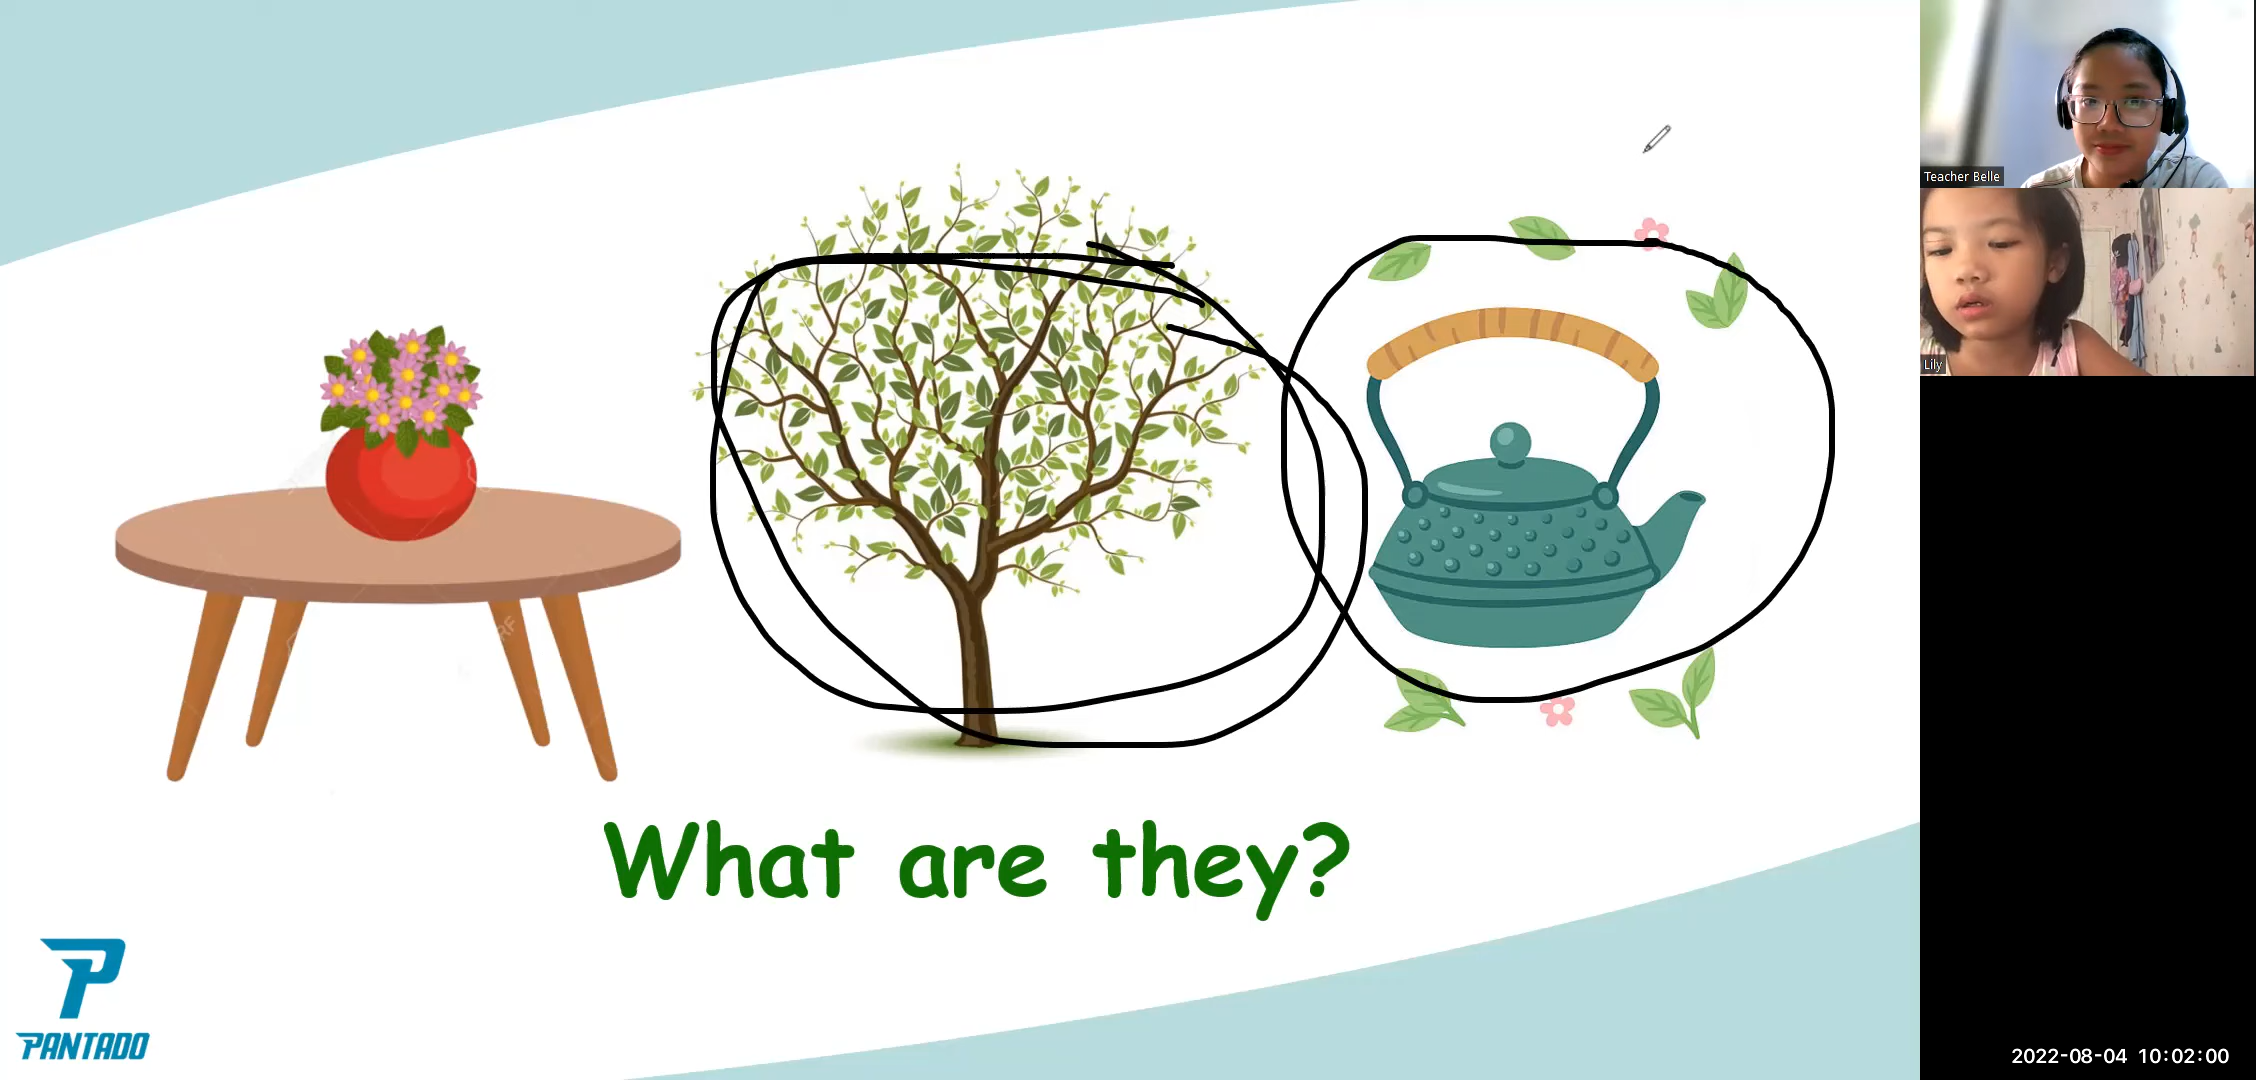 Teacher Belle
Lily
What are they?
PANTADO
2022-08-04 10:02:00